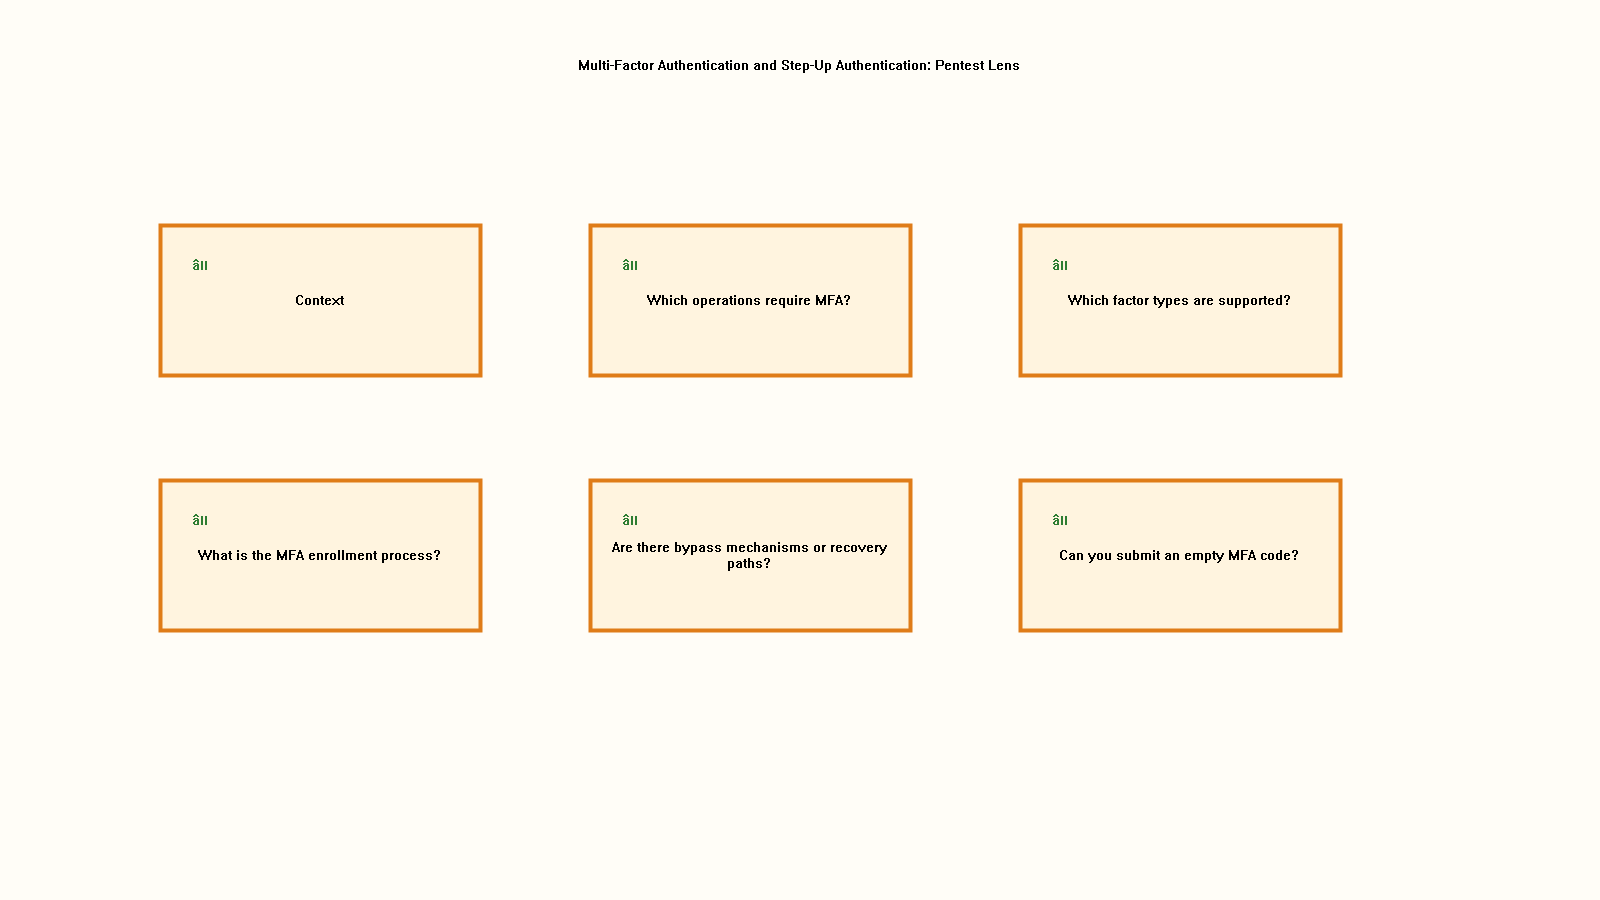 Multi-Factor Authentication and Step-Up Authentication: Pentest Lens
âıı
âıı
âıı
Context
Which operations require MFA?
Which factor types are supported?
âıı
âıı
âıı
What is the MFA enrollment process?
Are there bypass mechanisms or recovery
paths?
Can you submit an empty MFA code?